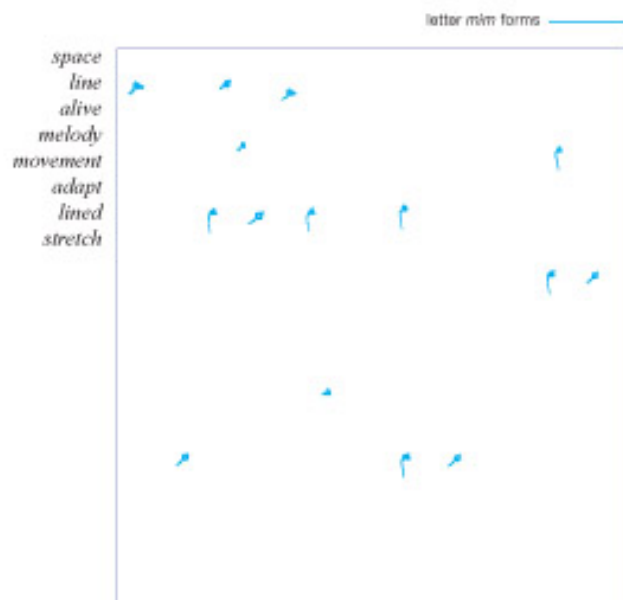 letter mim forms
space
line
alive
melody
movement
adapt
lined
stretch